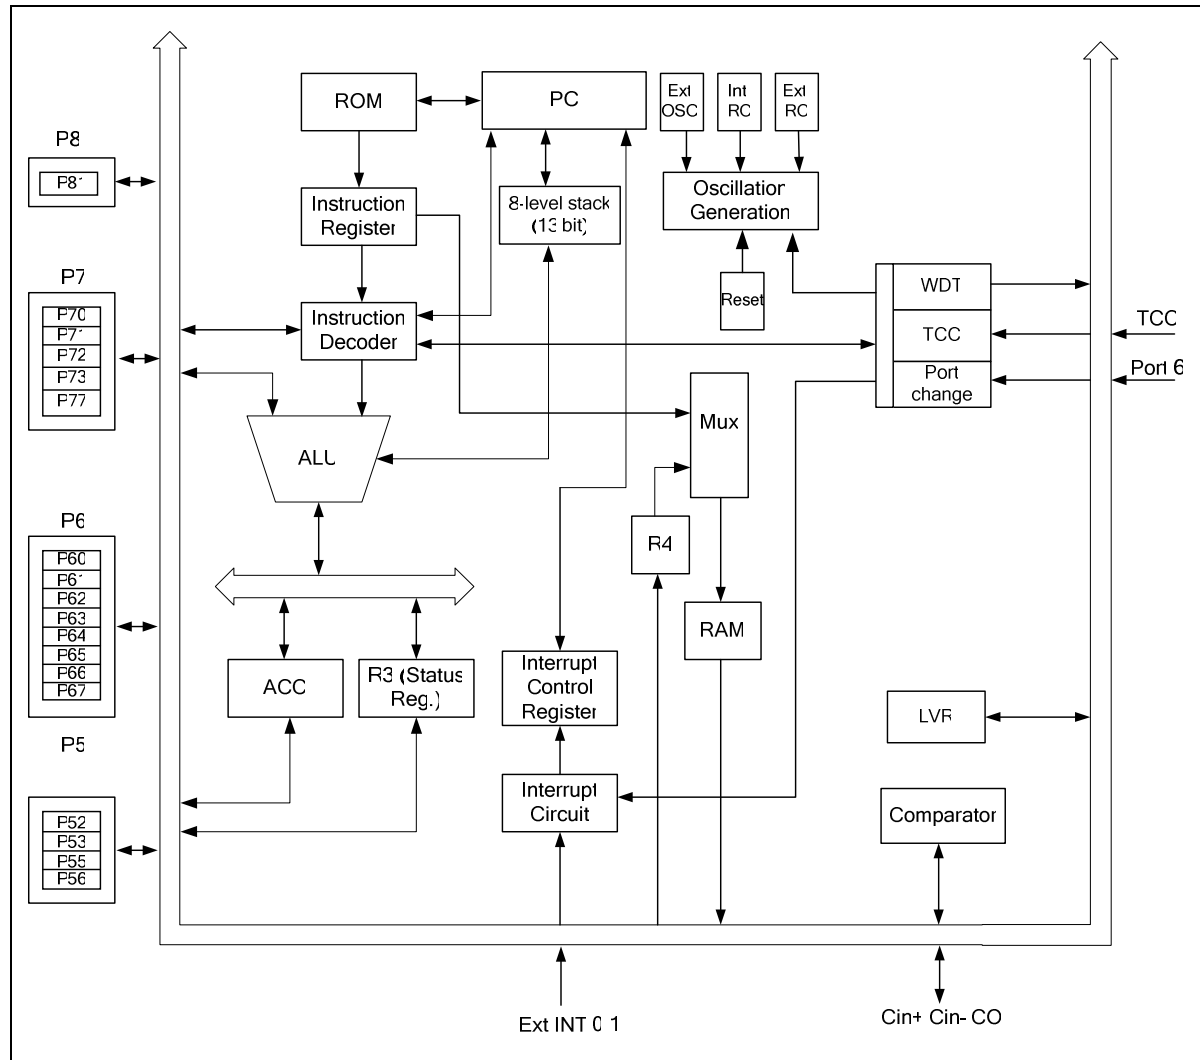 ROM
PC
Ext
OSC
Int
RC
Ext
RC
P8
P81
Instruction
Register
8-level stack
(13 bit)
Oscillation
Generation
P7
P70
P71
P72
P73
P77
Instruction
Decoder
Reset
WDT
TCC
Port
change
TCC
Port 6
ALU
Mux
P6
P60
P61
P62
P63
P64
P65
P66
P67
R4
RAM
ACC
R3 (Status
Reg.)
Interrupt
Control
Register
LVR
P5
P52
P53
P55
P56
Interrupt
Circuit
Comparator
Ext INT 0 1
Cin+ Cin- CO